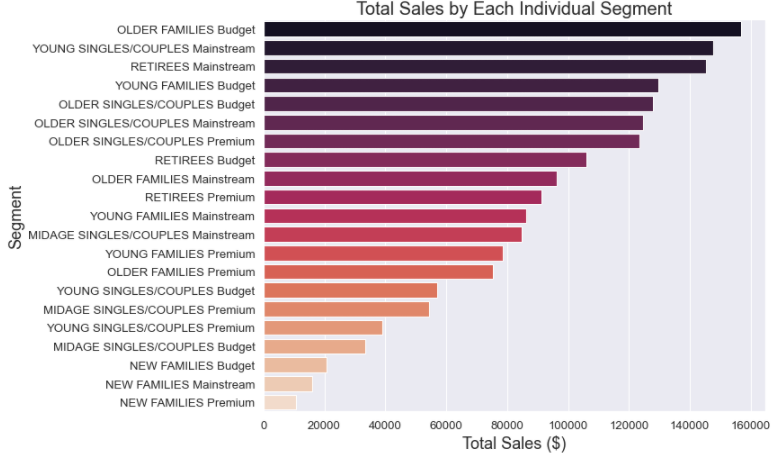 Total Sales by Each Individual Segment
OLDER FAMILIES Budget
YOUNG SINGLES/COUPLES Mainstream
RETIREES Mainstream
YOUNG FAMILIES Budget
OLDER SINGLES/COUPLES Budget
OLDER SINGLES/COUPLES Mainstream
OLDER SINGLES/COUPLES Premium
RETIREES Budget
OLDER FAMILIES Mainstream
RETIREES Premium
YOUNG FAMILIES Mainstream
MIDAGE SINGLES/COUPLES Mainstream
YOUNG FAMILIES Premium
OLDER FAMILIES Premium
YOUNG SINGLES/COUPLES Budget
MIDAGE SINGLES/COUPLES Premium
YOUNG SINGLES/COUPLES Premium
MIDAGE SINGLES/COUPLES Budget
NEW FAMILIES Budget
NEW FAMILIES Mainstream
NEW FAMILIES Premium
Segment
0 20000 40000 60000 80000 100000 120000 140000 160000
Total Sales ($)